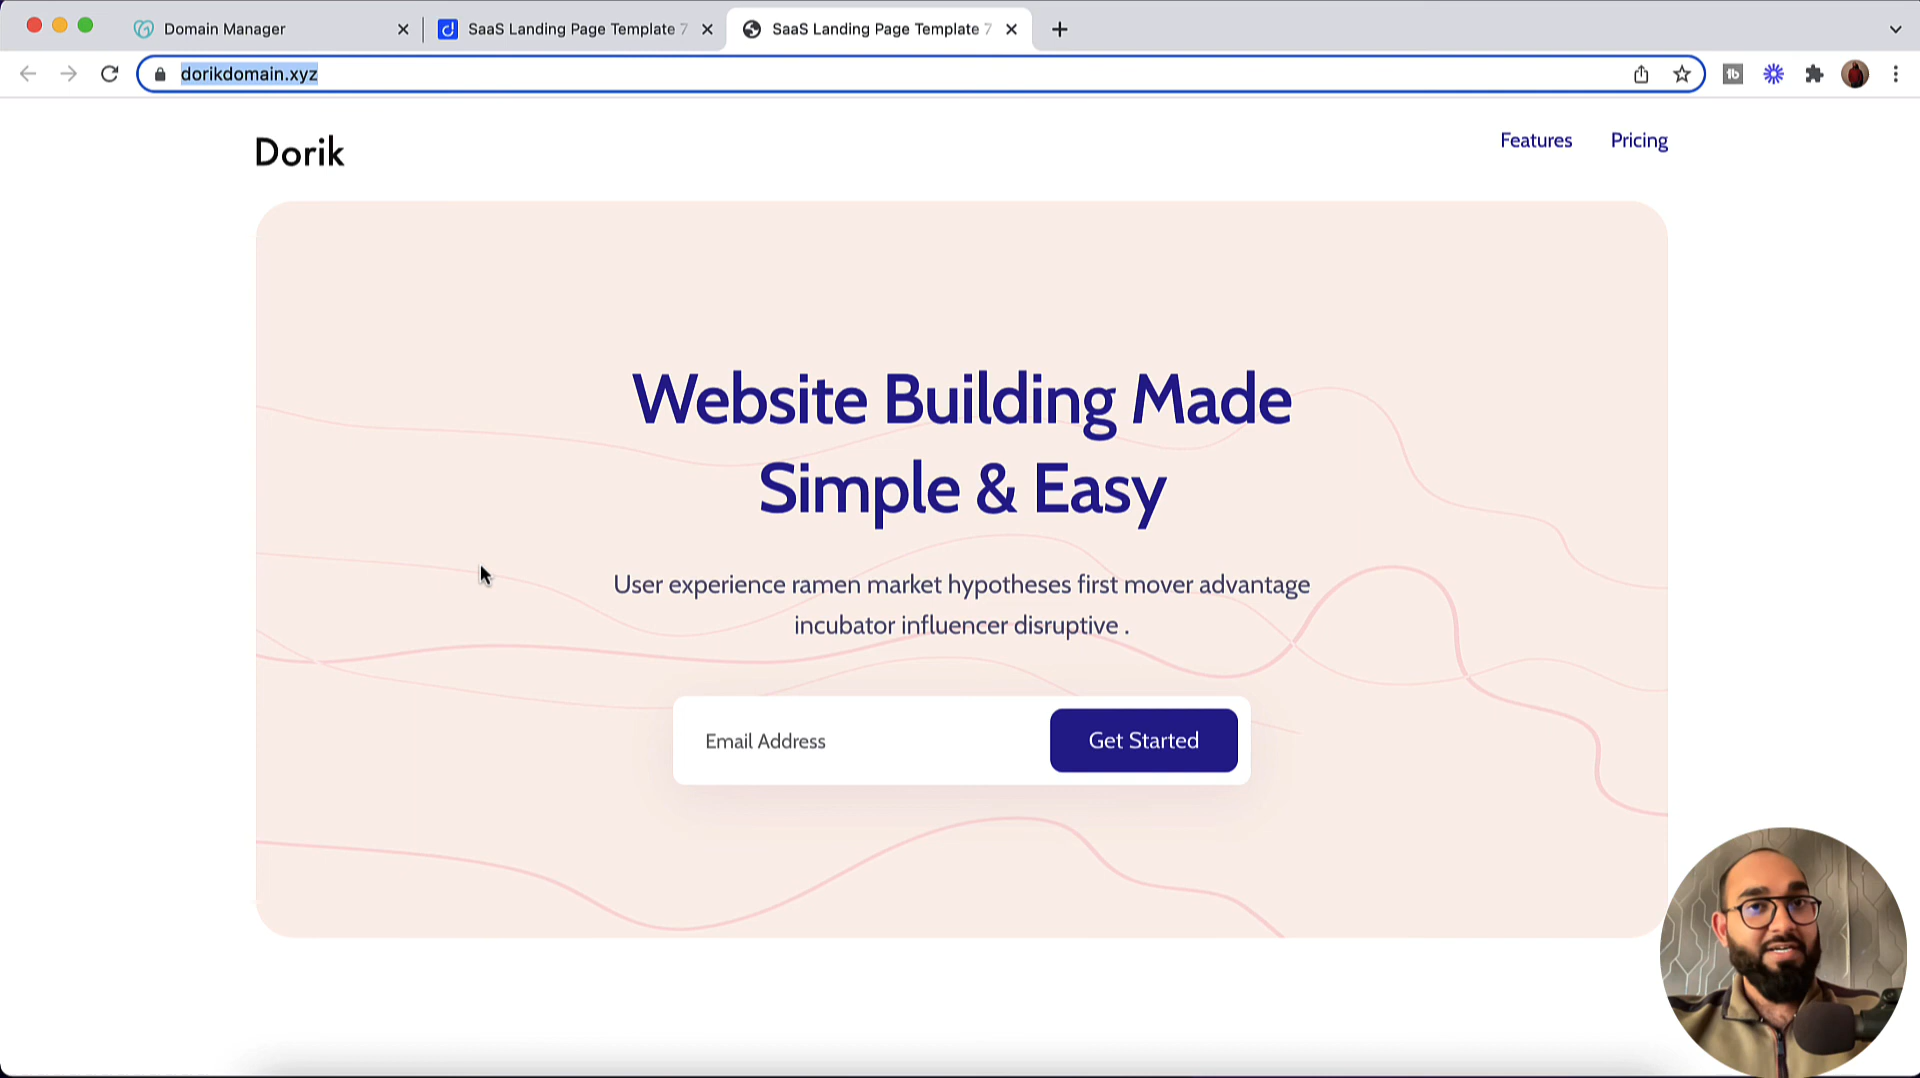 Domain Manager
SaaS Landing Page Template 7
SaaS Landing Page Template 7
dorikdomain.xyz
Dorik
Features
Pricing
Website Building Made
Simple & Easy
User experience ramen market hypotheses first mover advantage
incubator influencer disruptive .
Email Address
Get Started